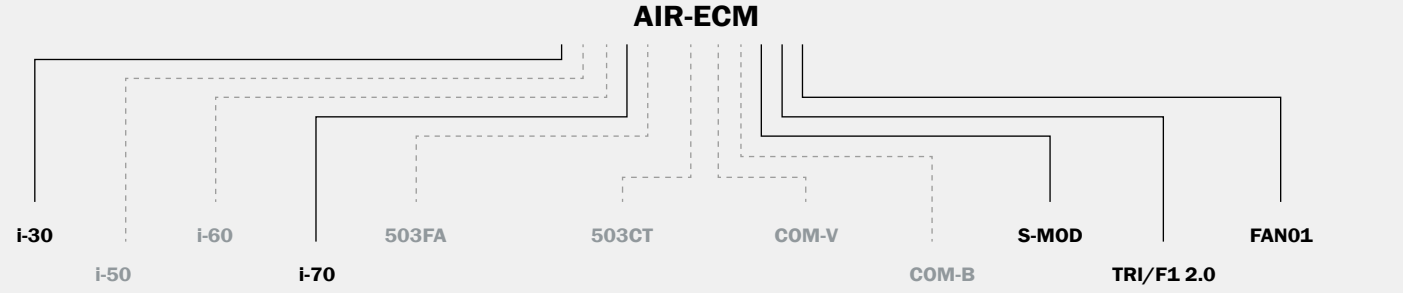 AIR-ECM
i-30 i-60 503FA 503CT COM-V S-MOD FAN01
i-50 i-70 COM-B TRI/F1 2.0